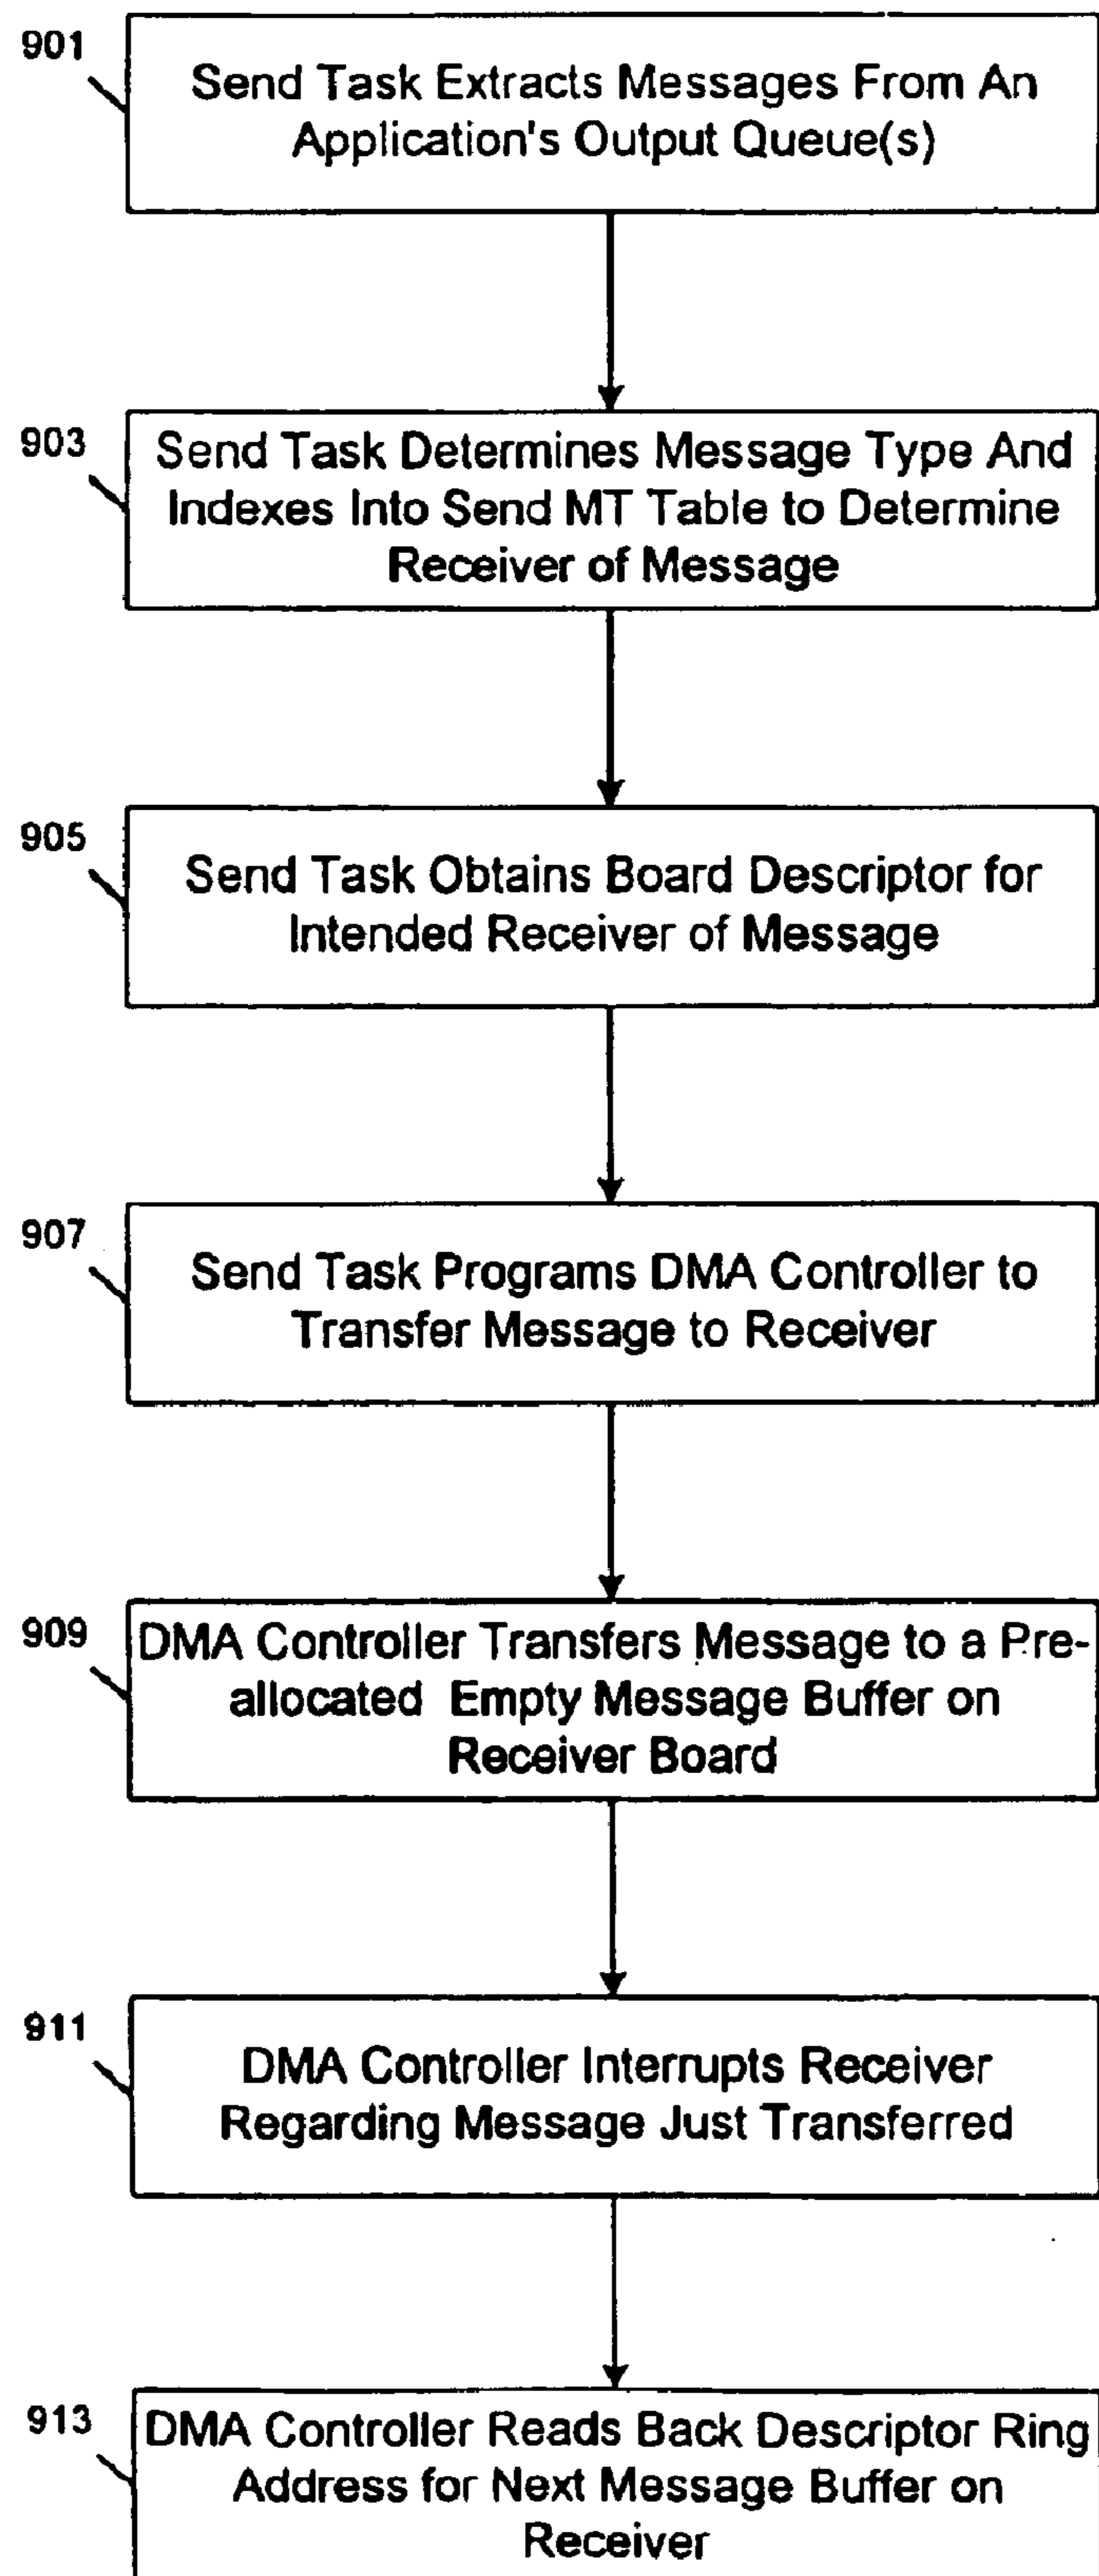 901
Send Task Extracts Messages From An
Application's Output Queue(s)
903
Send Task Determines Message Type And
Indexes Into Send MT Table to Determine
Receiver of Message
905
Send Task Obtains Board Descriptor for
Intended Receiver of Message
907
Send Task Programs DMA Controller to
Transfer Message to Receiver
909
DMA Controller Transfers Message to a Pre-
allocated Empty Message Buffer on
Receiver Board
911
DMA Controller Interrupts Receiver
Regarding Message Just Transferred
913
DMA Controller Reads Back Descriptor Ring
Address for Next Message Buffer on
Receiver